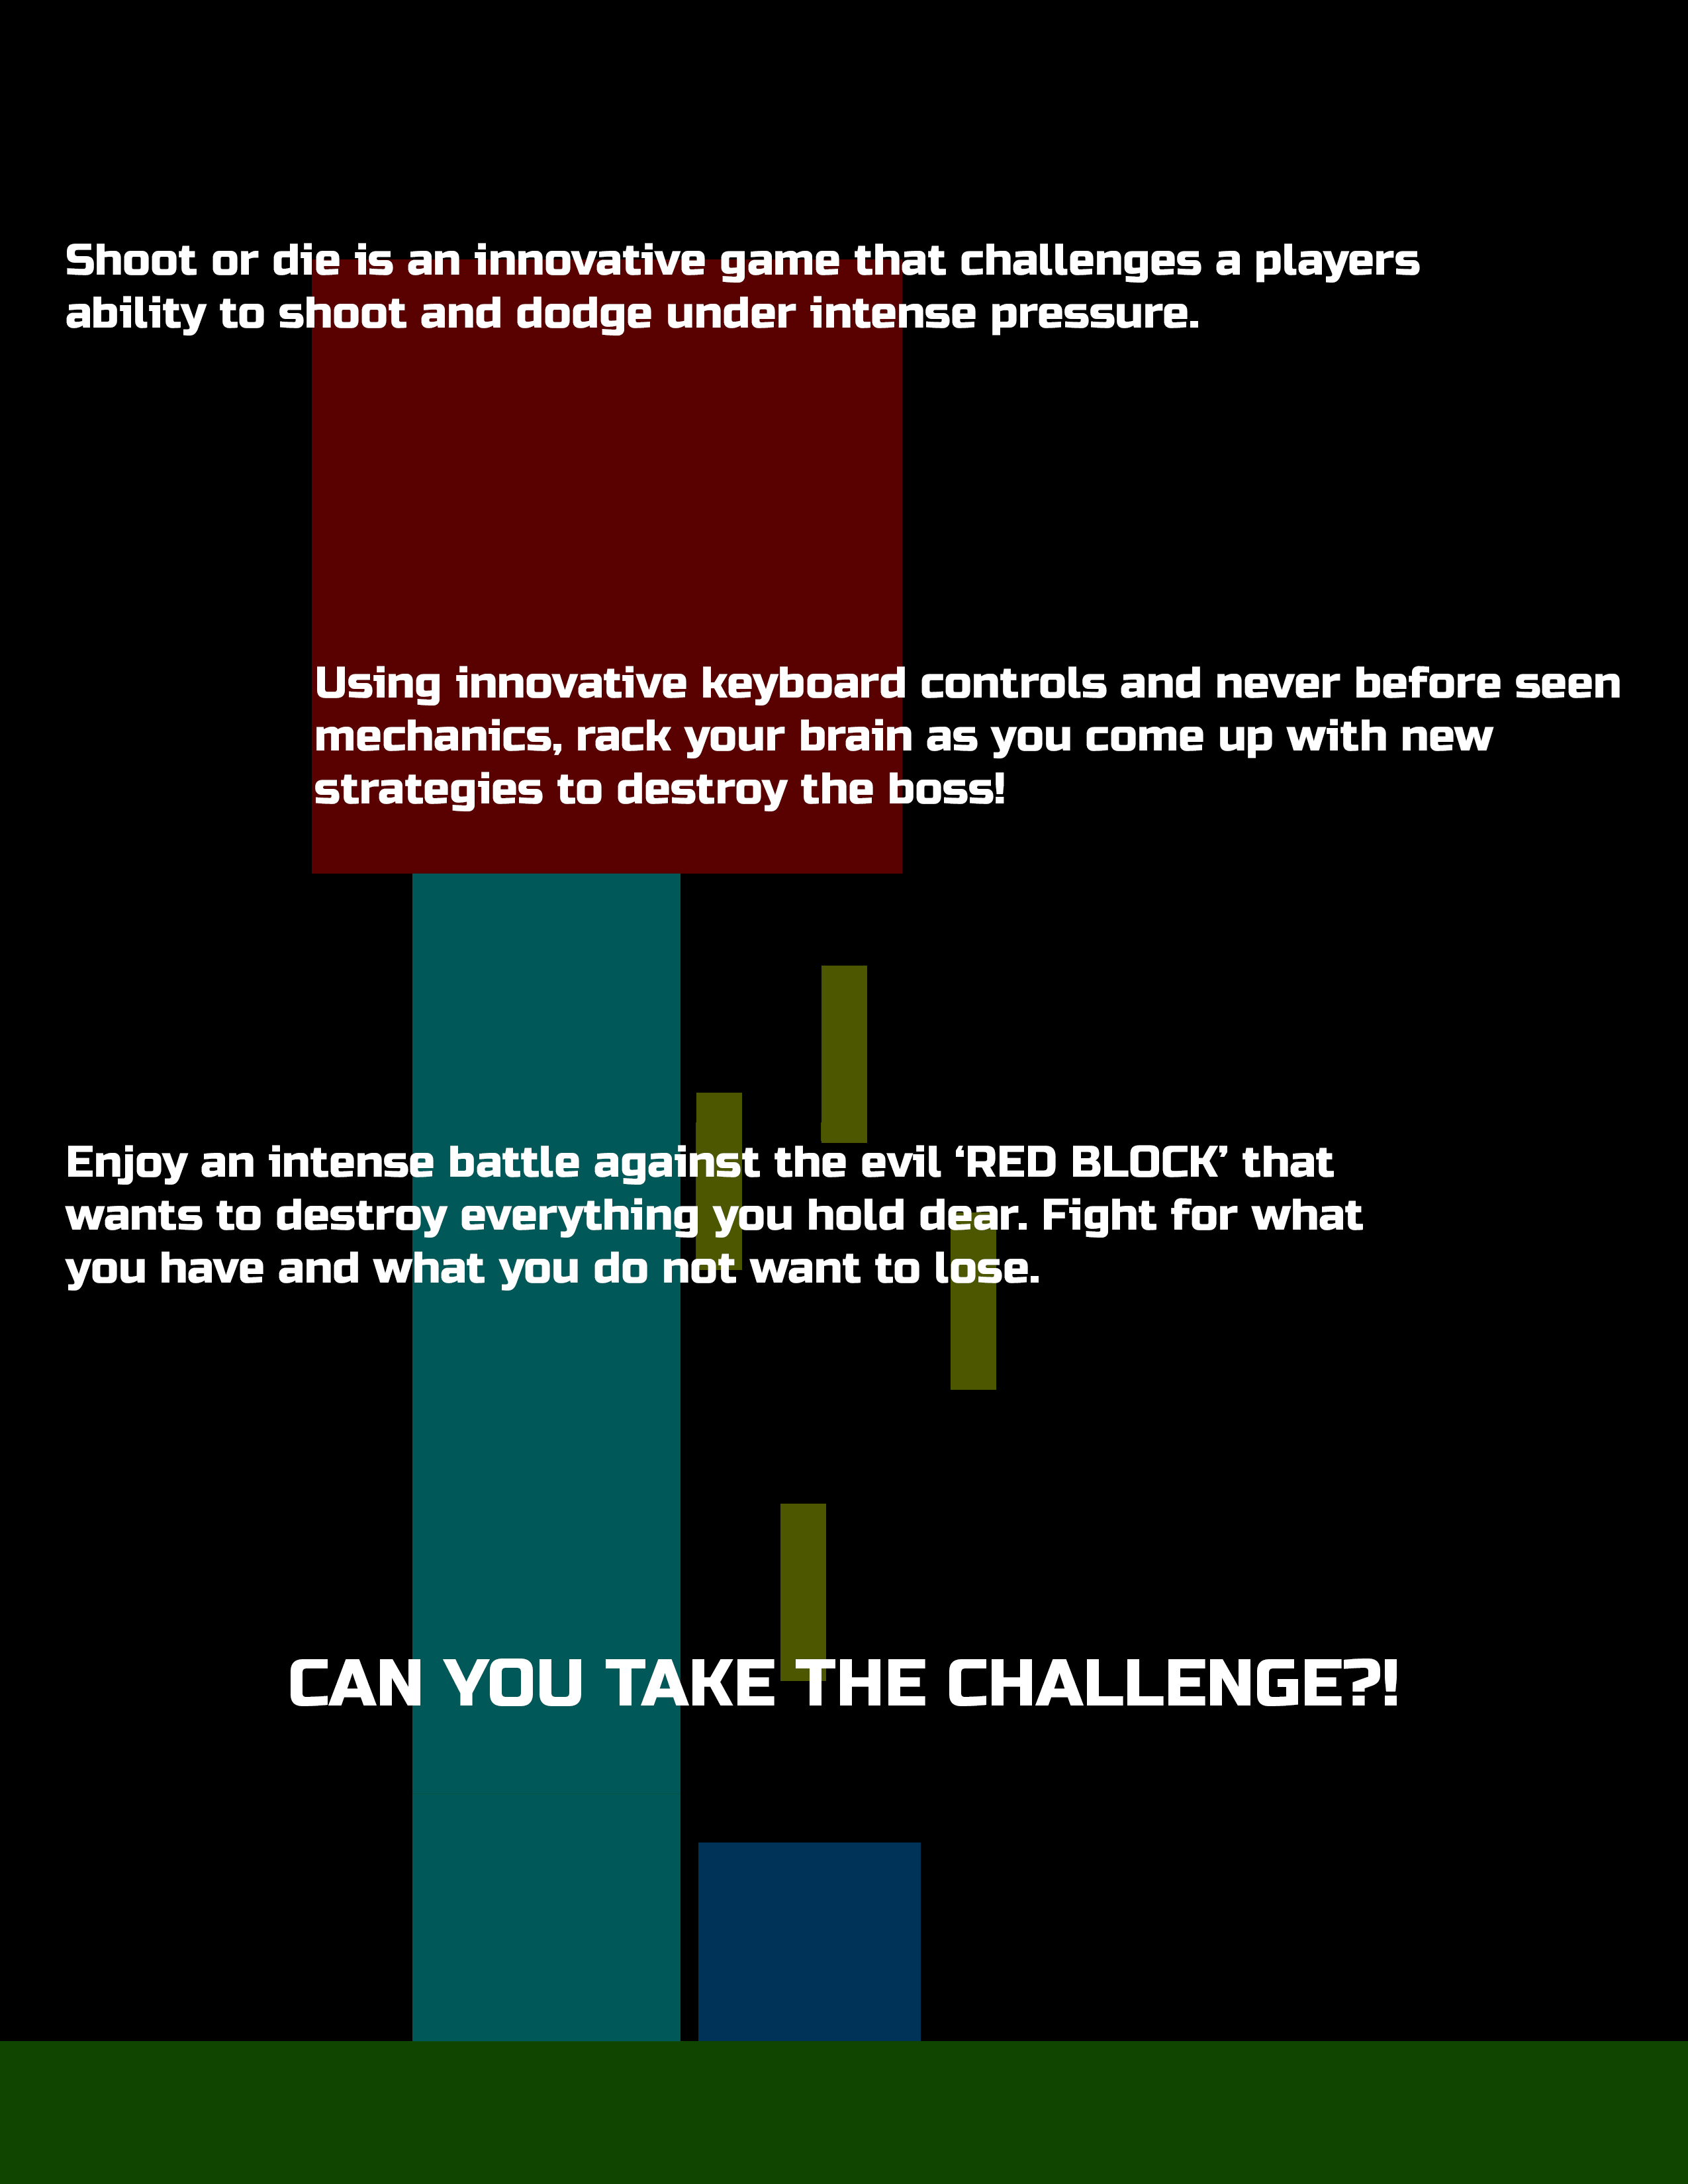 Shoot or die is an innovative game that challenges a players
ability to shoot and dodge under intense pressure.
Using innovative keyboard controls and never before seen
mechanics, rack your brain as you come up with new
strategies to destroy the boss!
Enjoy an intense battle against the evil ‘RED BLOCK’ that
wants to destroy everything you hold dear. Fight for what
you have and what you do not want to lose.
CAN YOU TAKE THE CHALLENGE?!